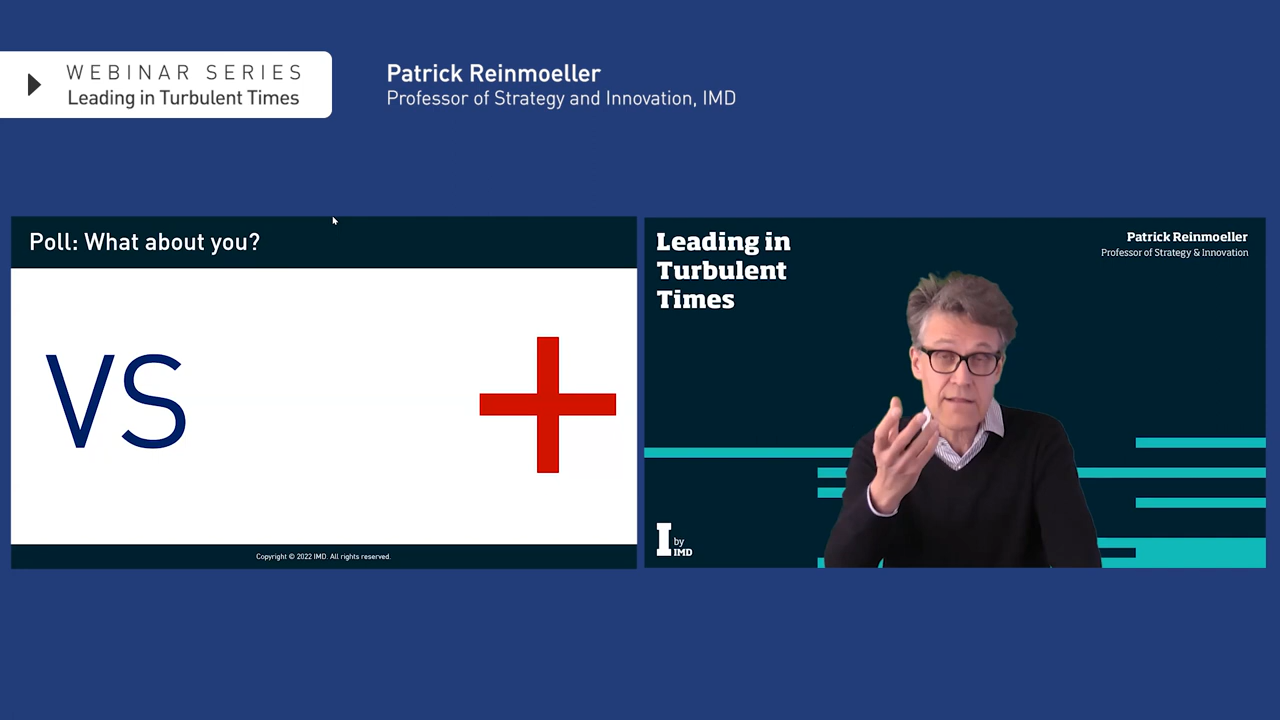 WEBINAR SERIES
Leading in Turbulent Times
Patrick Reinmoeller
Professor of Strategy and Innovation, IMD
Poll: What about you?
VS
Copyright © 2022 IMD. All rights reserved.
Leading in
Turbulent
Times
Patrick Reinmoeller
Professor of Strategy & Innovation
I by
IMD